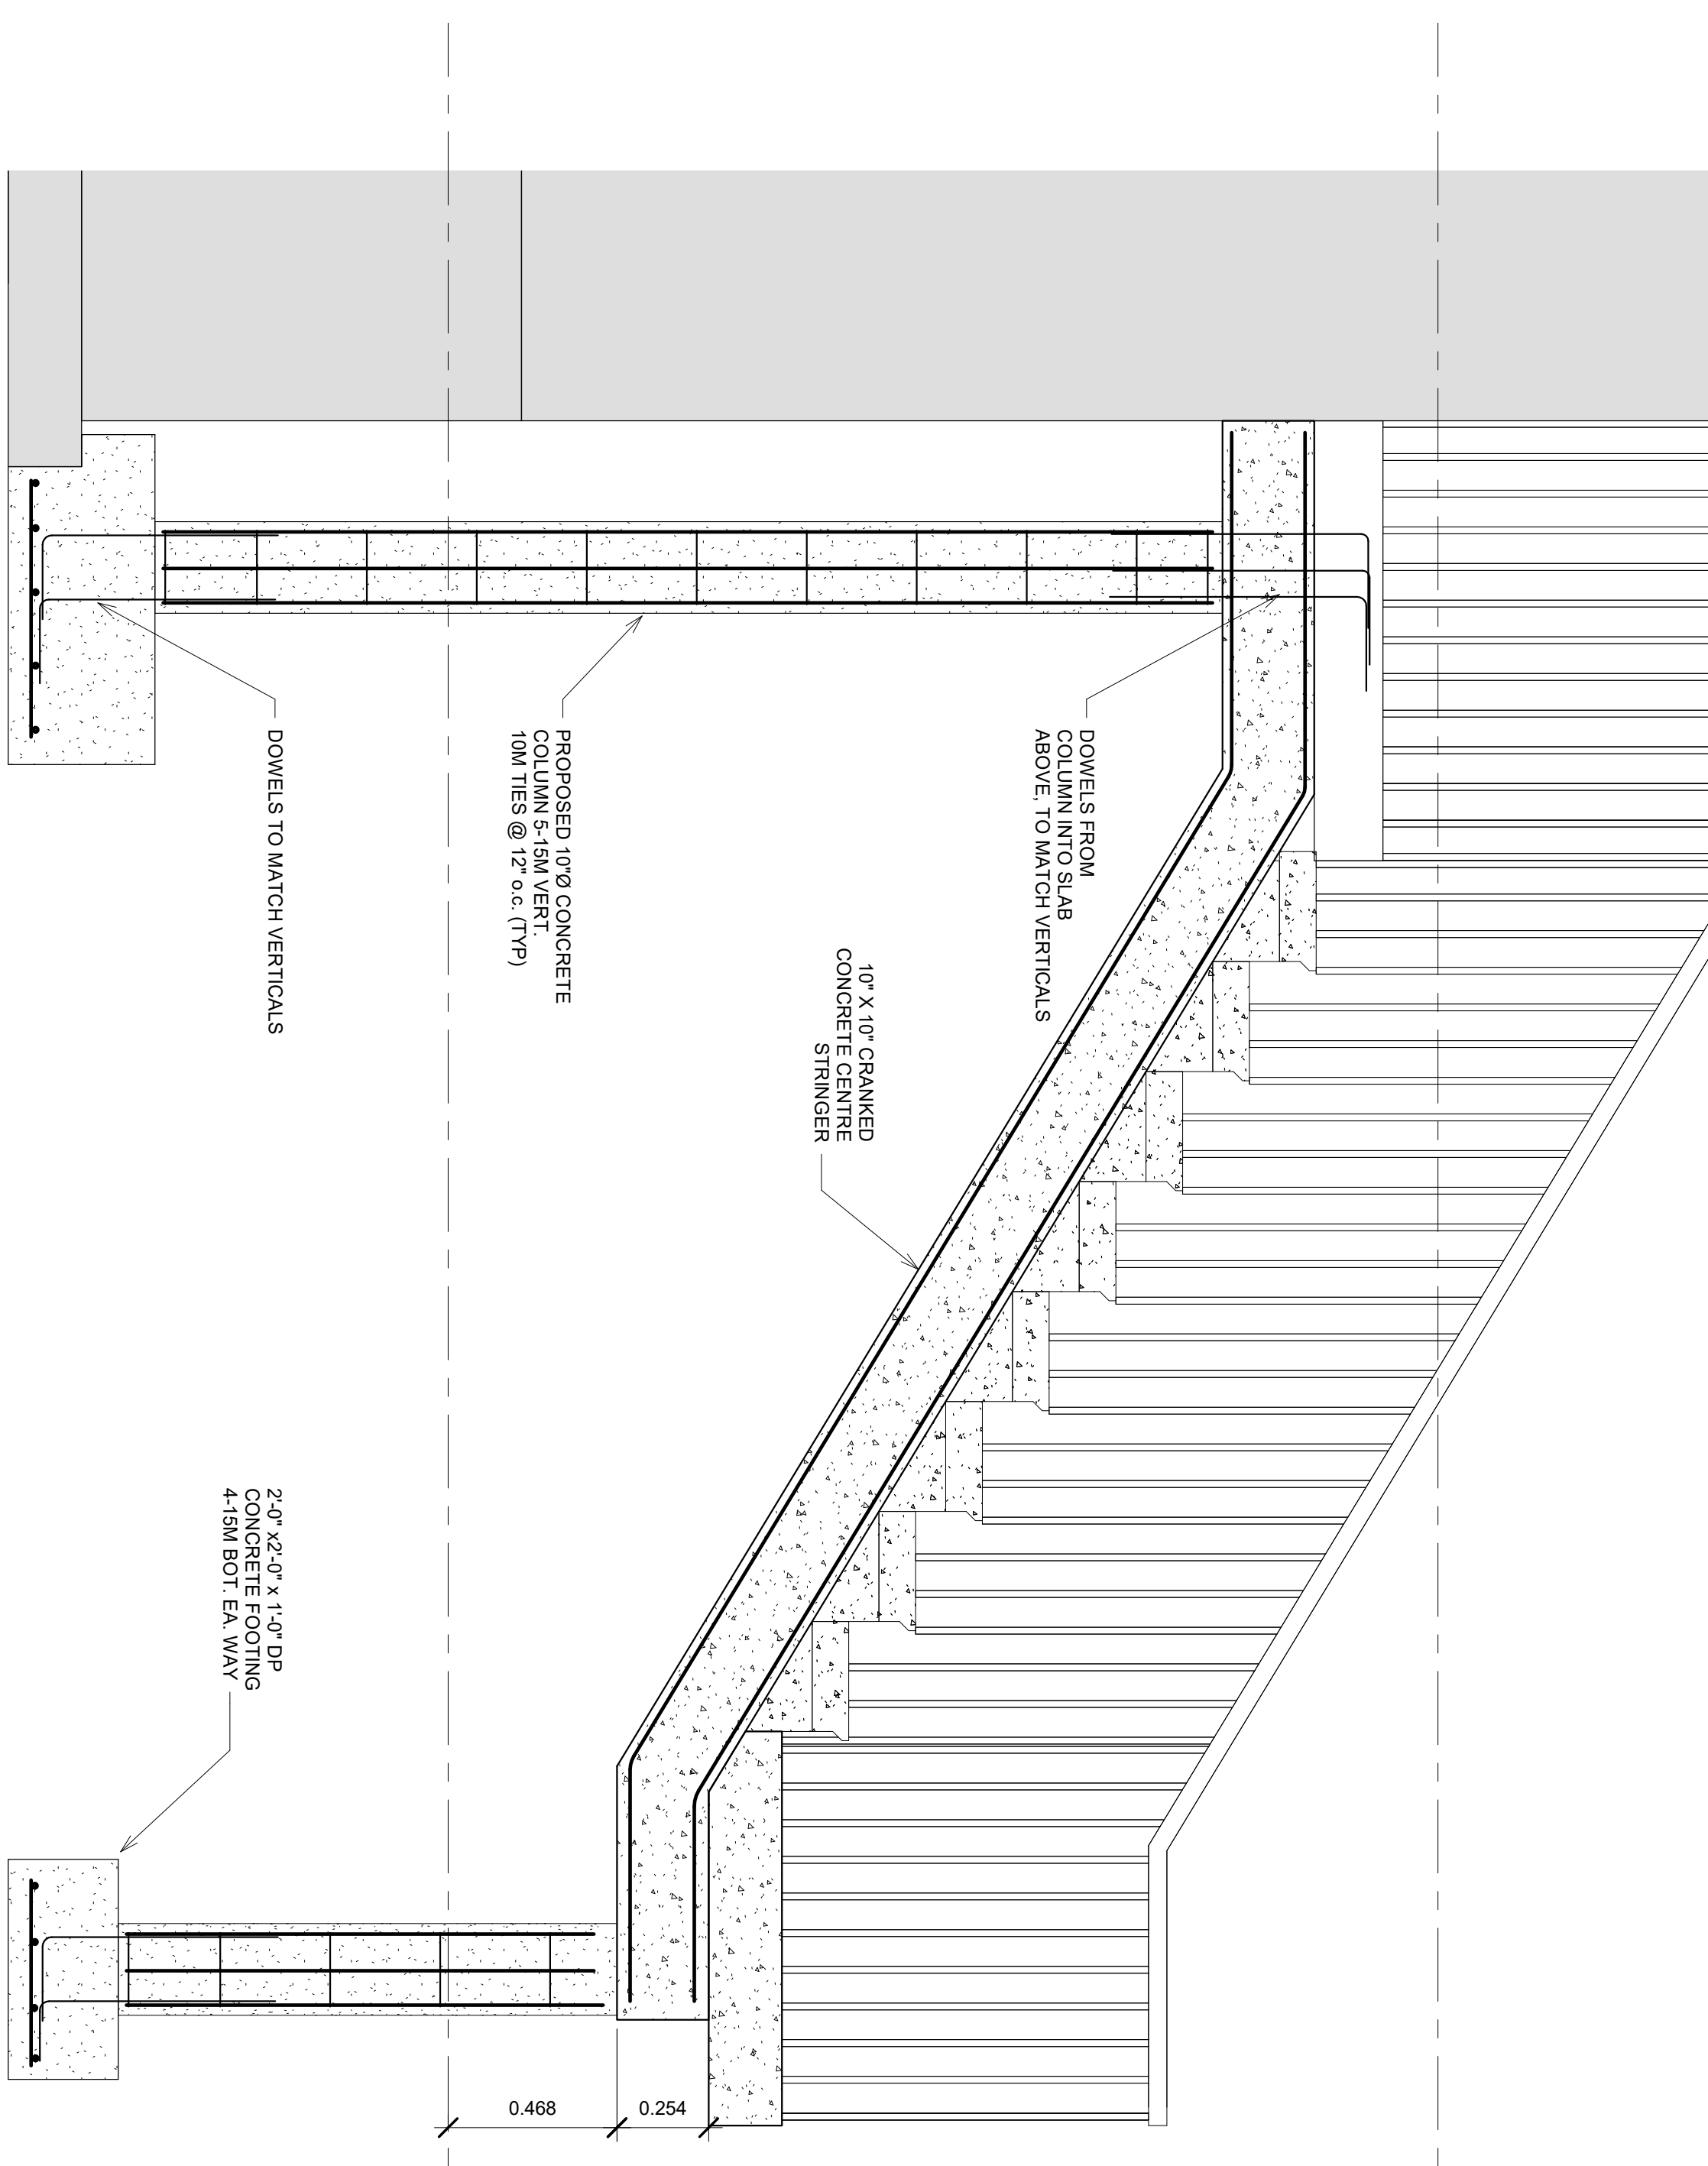 DOWELS FROM
COLUMN INTO SLAB
ABOVE, TO MATCH VERTICALS
10" X 10" CRANKED
CONCRETE CENTRE
STRINGER
PROPOSED 10"Ø CONCRETE
COLUMN 5-15M VERT.
10M TIES @ 12" o.c. (TYP)
DOWELS TO MATCH VERTICALS
2'-0" x2'-0" x 1'-0" DP
CONCRETE FOOTING
4-15M BOT. EA. WAY
0.468
0.254